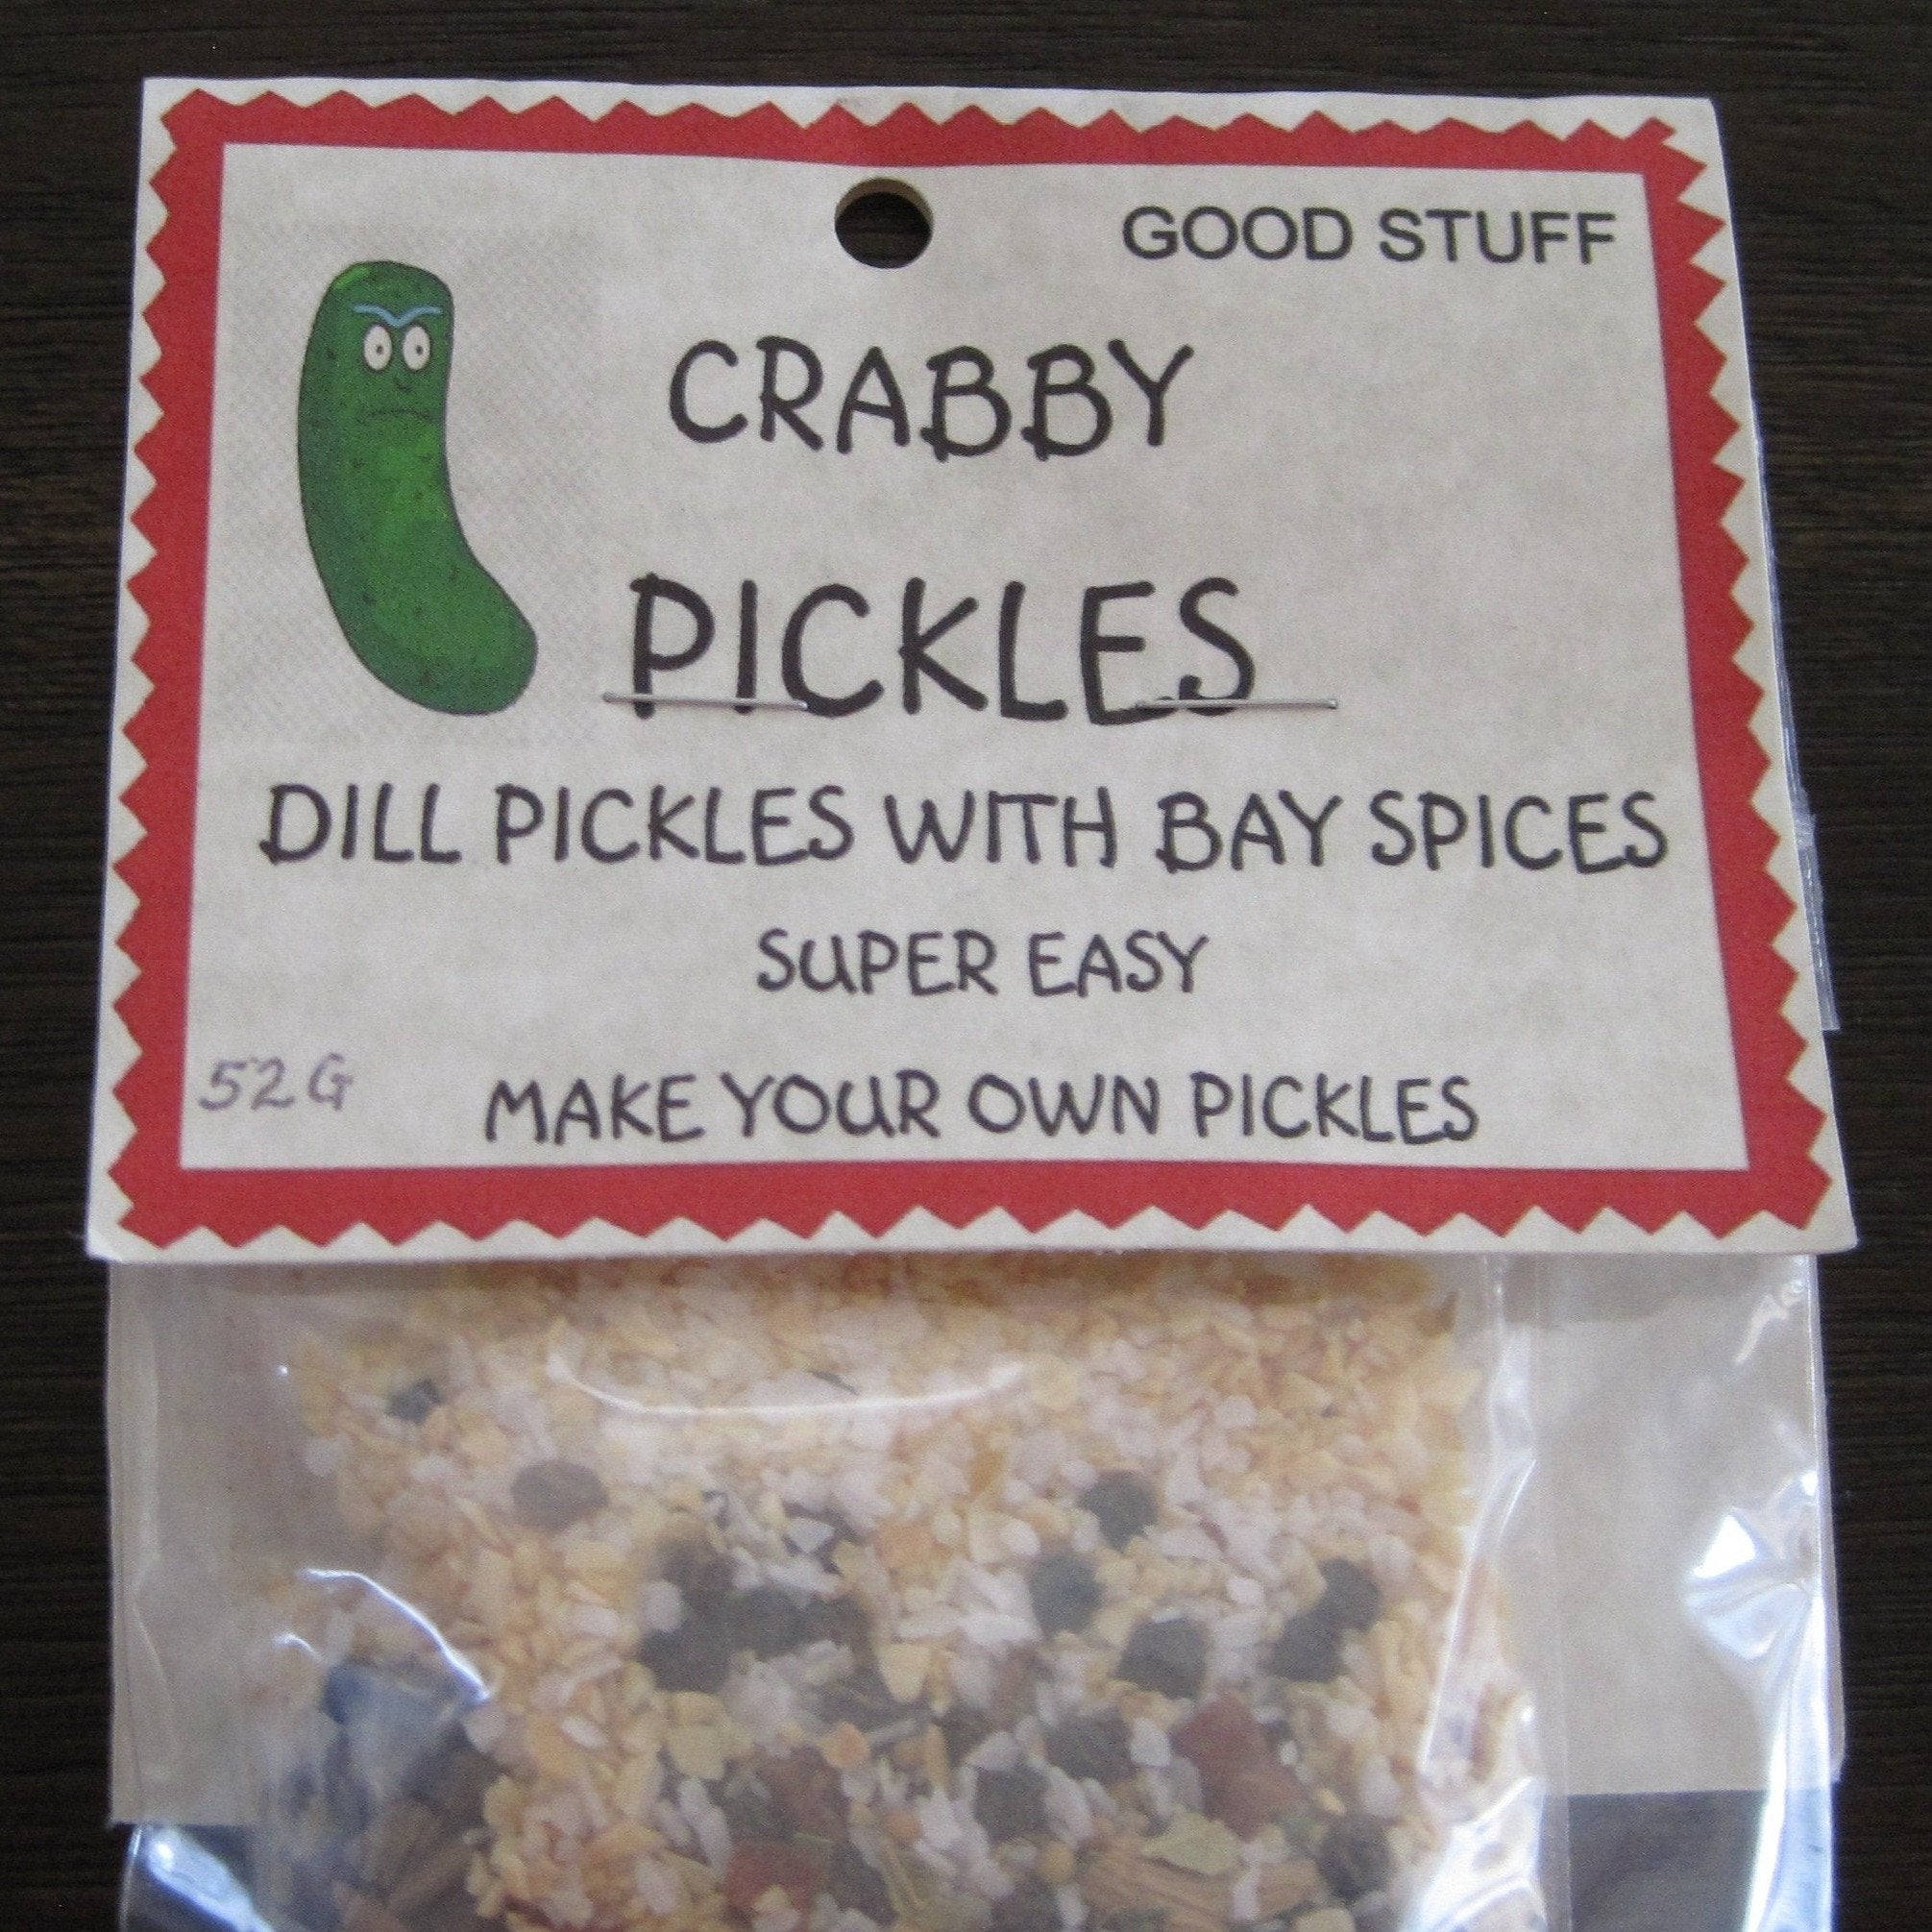 GOOD STUFF
CRABBY
PICKLES
DILL PICKLES WITH BAY SPICES
SUPER EASY
52G
MAKE YOUR OWN PICKLES